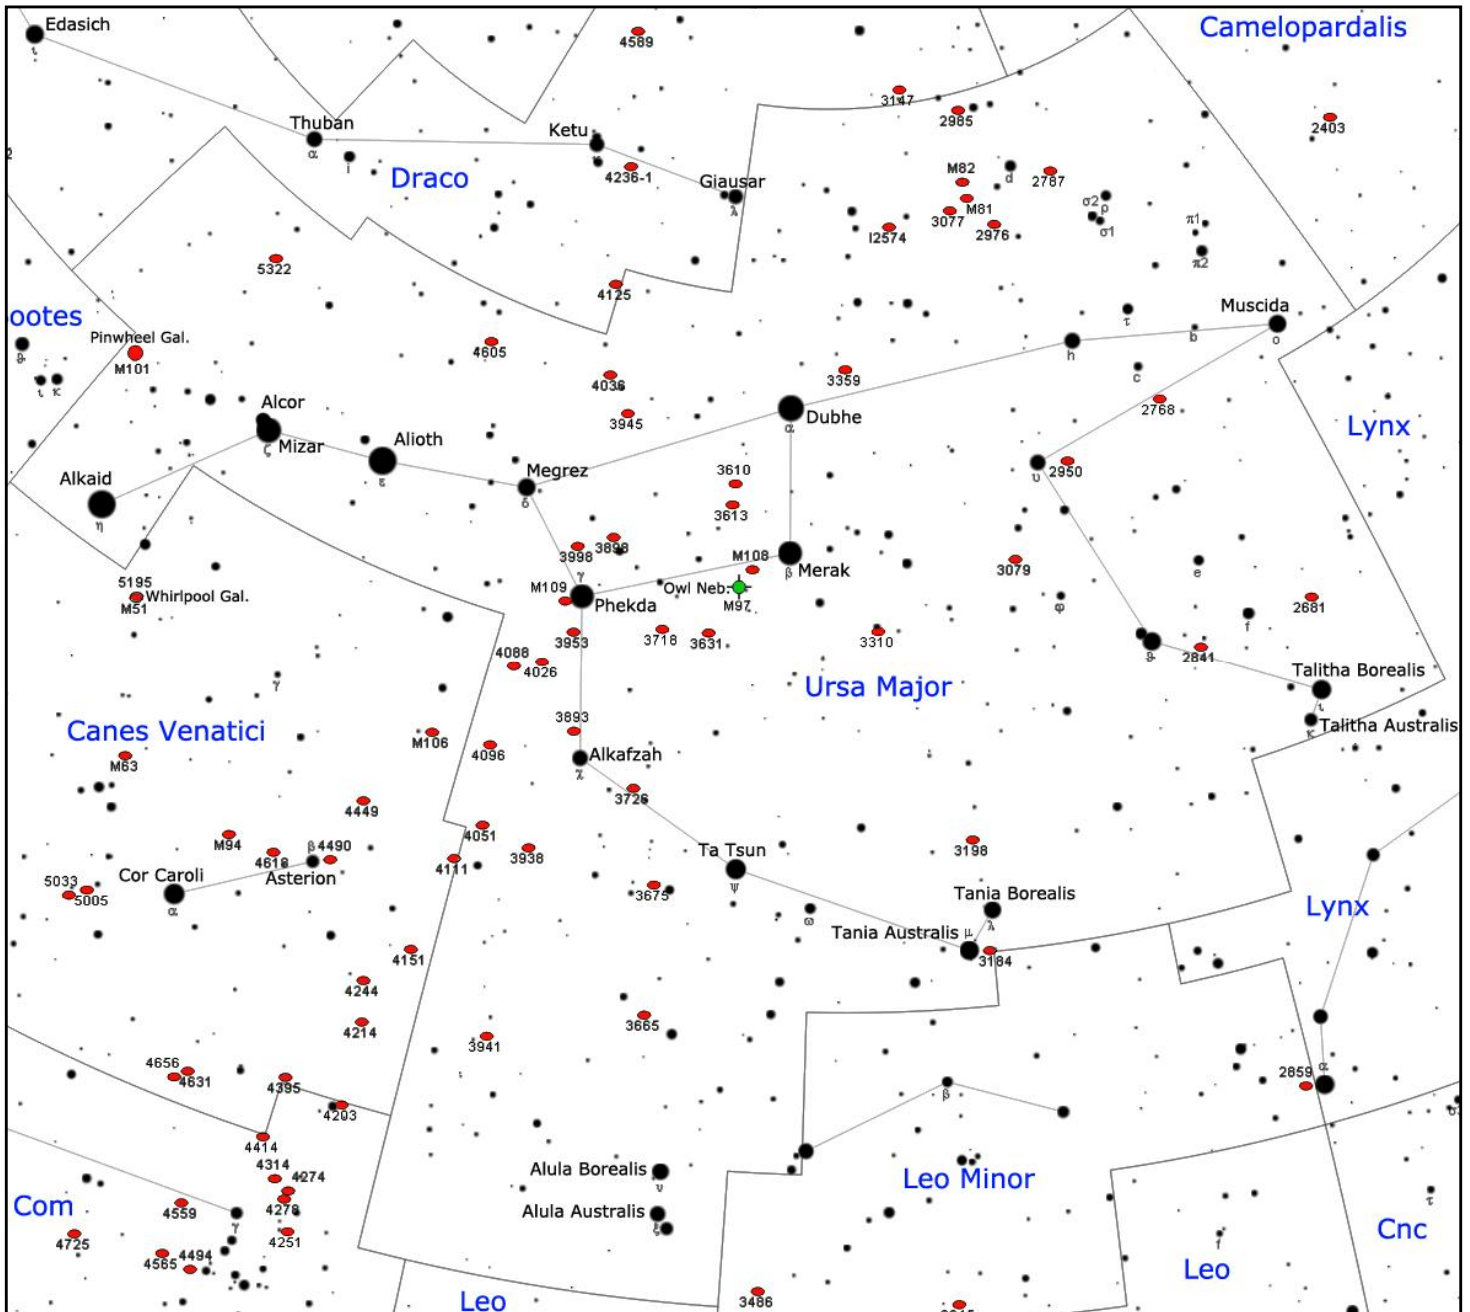 Edasich
ι
4589
Camelopardalis
3147
2985
2403
Thuban
α
i
Ketu
κ
Draco
4236-1
Giausar
λ
M82
M81
3077
2976
I2574
d
2787
σ2
ρ
σ1
π1
π2
5322
4125
ootes
Pinwheel Gal.
M101
ι
κ
4605
4036
3945
3359
Muscida
ο
τ
h
b
c
2768
Lynx
Alcor
Mizar
ζ
Alioth
ε
Alkaid
η
Megrez
δ
Dubhe
α
υ
2950
3610
3613
3998
3898
M108
β
Merak
3079
e
φ
f
2681
5195
Whirlpool Gal.
M51
M109
γ
Phekda
Owl Neb.
M97
3953
3718
3631
3310
4088
4026
2841
Ursa Major
Talitha Borealis
ι
κ
Talitha Australis
γ
Canes Venatici
M63
M106
4096
3893
Alkafzah
χ
3726
4449
4051
M94
4618
β
4490
Asterion
4111
3938
Ta Tsun
ψ
3198
5033
5005
Cor Caroli
α
3675
ω
Tania Borealis
λ
Tania Australis
μ
3184
Lynx
4151
4244
4214
3941
3665
4656
4631
4395
4203
β
2859
α
4414
4314
4274
4278
4251
Com
4559
γ
4725
4565
4494
Alula Borealis
ν
Alula Australis
ξ
Leo Minor
τ
f
Cnc
Leo
Leo
3486